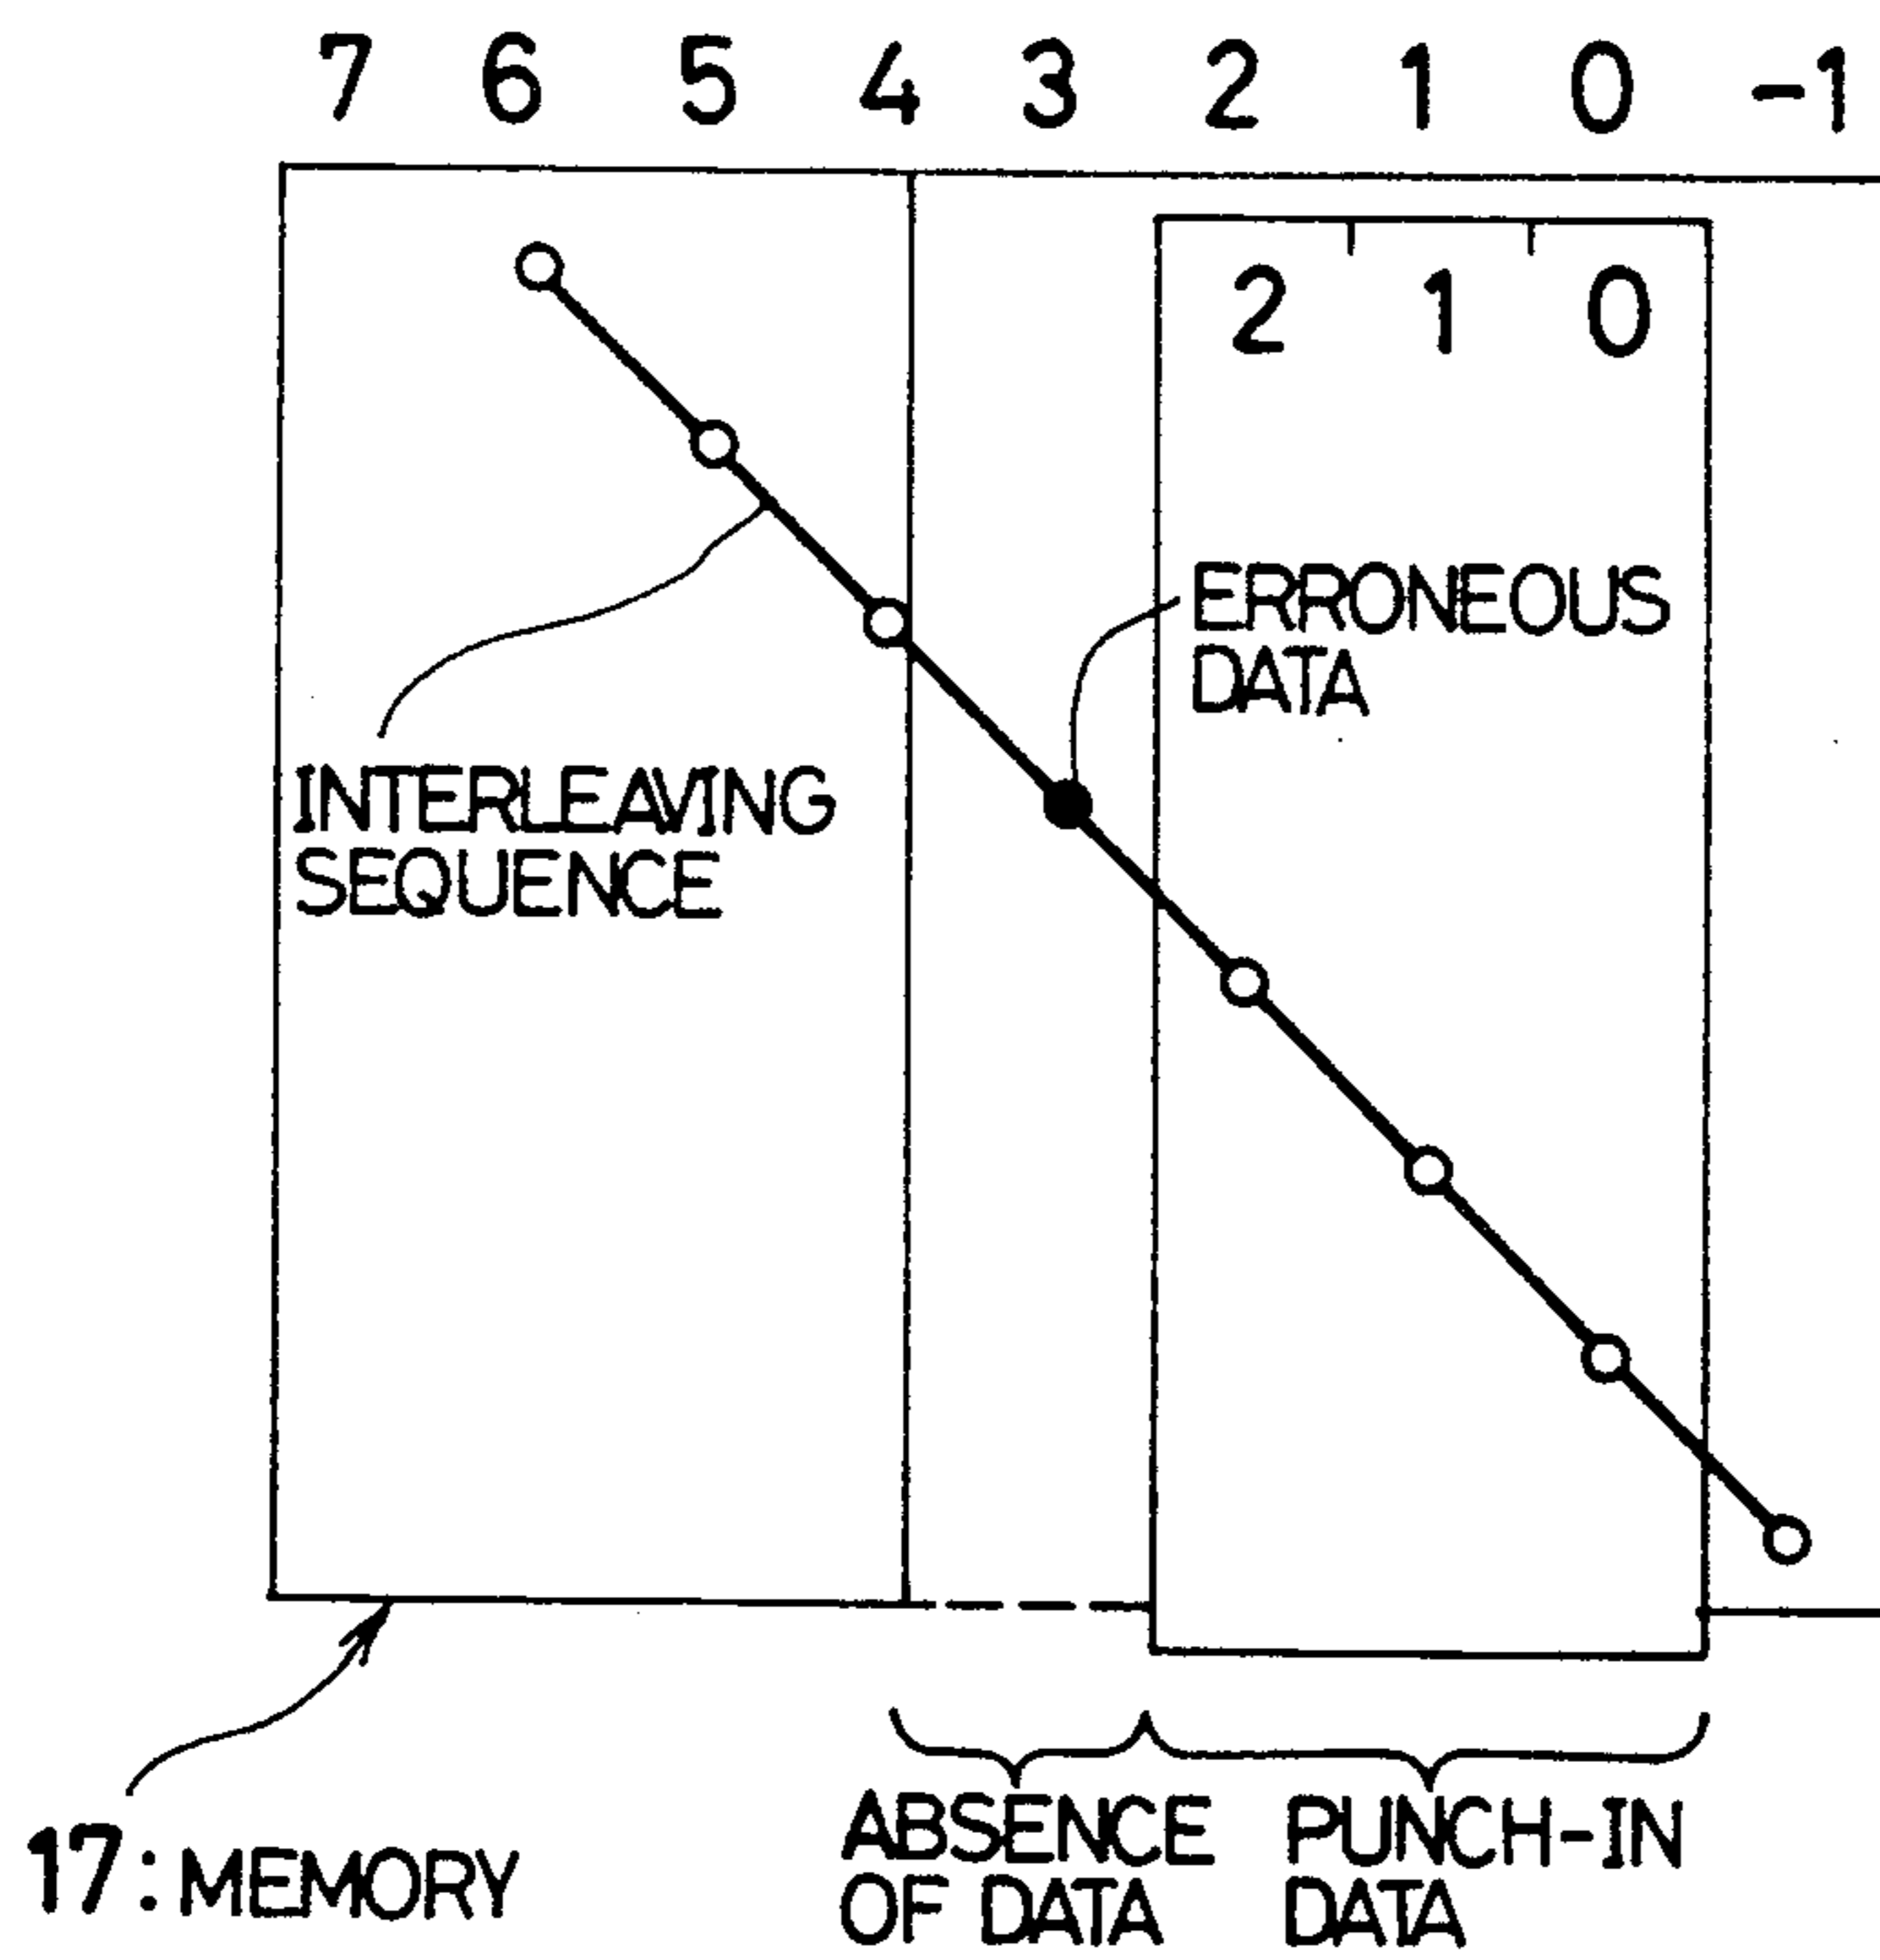 7 6 5 4 3 2 1 0 -1
2 1 0
ERRONEOUS
DATA
INTERLEAVING
SEQUENCE
17: MEMORY
ABSENCE
OF DATA
PUNCH-IN
DATA